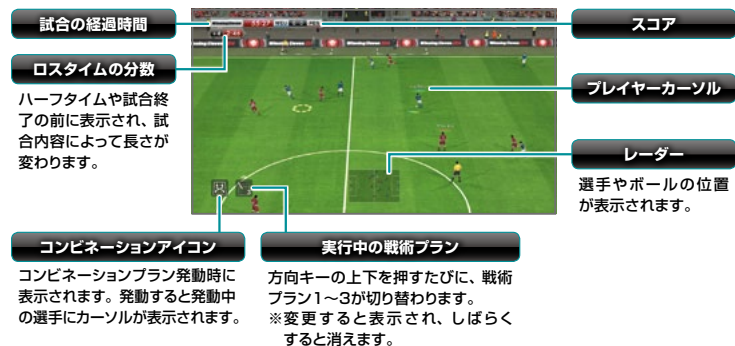 試合の経過時間
ロスタイムの分数
ハーフタイムや試合終
了の前に表示され、試
合内容によって長さが
変わります。
スコア
プレイヤーカーソル
レーダー
選手やボールの位置
が表示されます。
コンビネーションアイコン
コンビネーションプラン発動時に
表示されます。発動すると発動中
の選手にカーソルが表示されます。
実行中の戦術プラン
方向キーの上下を押すたびに、戦術
プラン1〜3が切り替わります。
※変更すると表示され、しばらく
すると消えます。